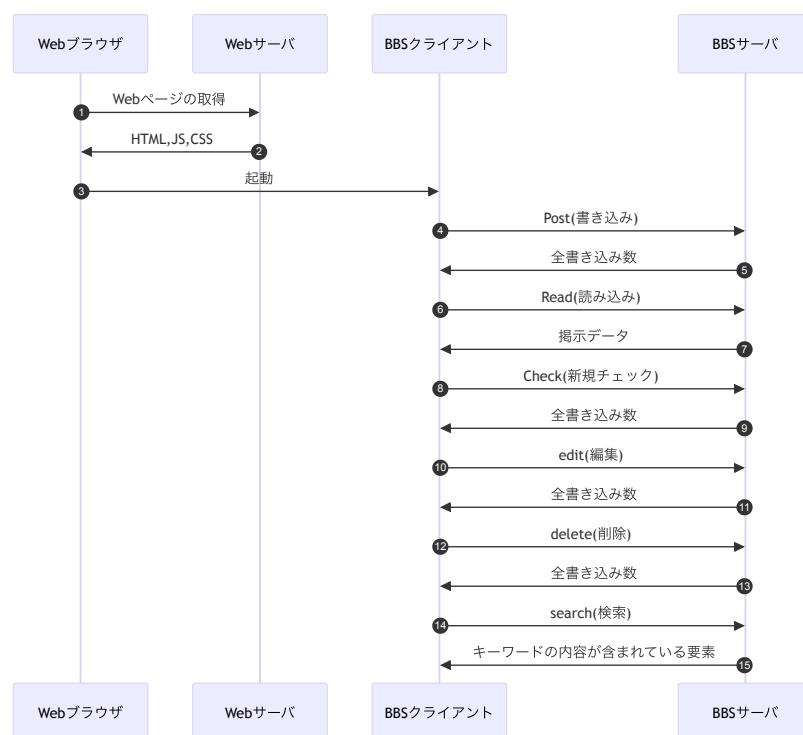 Webブラウザ Webサーバ BBSクライアント BBSサーバ
Webページの取得
1
HTML,JS,CSS
2
起動
3
Post(書き込み)
4
全書き込み数
5
Read(読み込み)
6
掲示データ
7
Check(新規チェック)
8
全書き込み数
9
edit(編集)
10
全書き込み数
11
delete(削除)
12
全書き込み数
13
search(検索)
14
キーワードの内容が含まれている要素
15
Webブラウザ Webサーバ BBSクライアント BBSサーバ